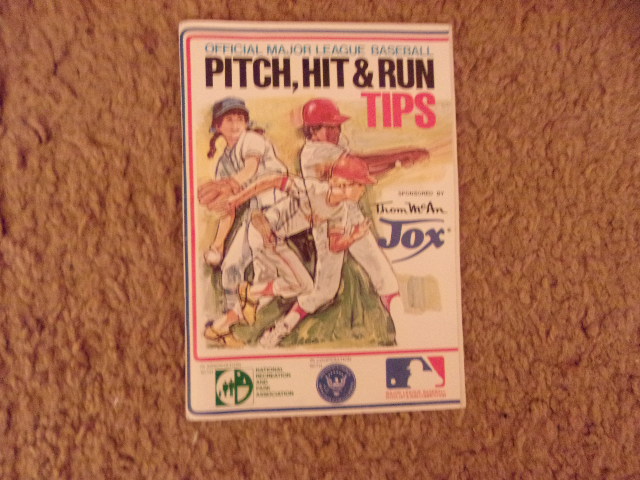 OFFICIAL MAJOR LEAGUE BASEBALL
PITCH, HIT & RUN
TIPS
SPONSORED BY
Thom McAn
Jox
NATIONAL
RECREATION
AND
PARK
ASSOCIATION